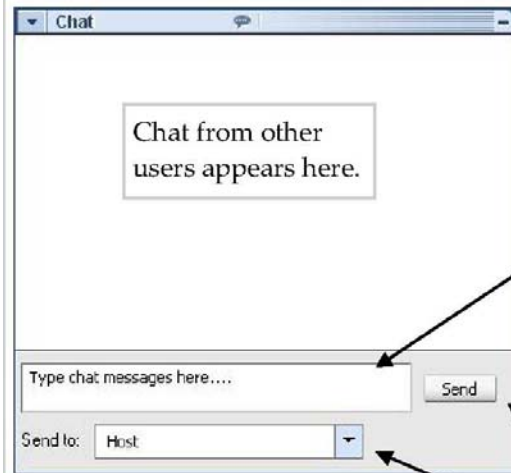 Chat
Chat from other
users appears here.
Type chat messages here....
Send
Send to: Host